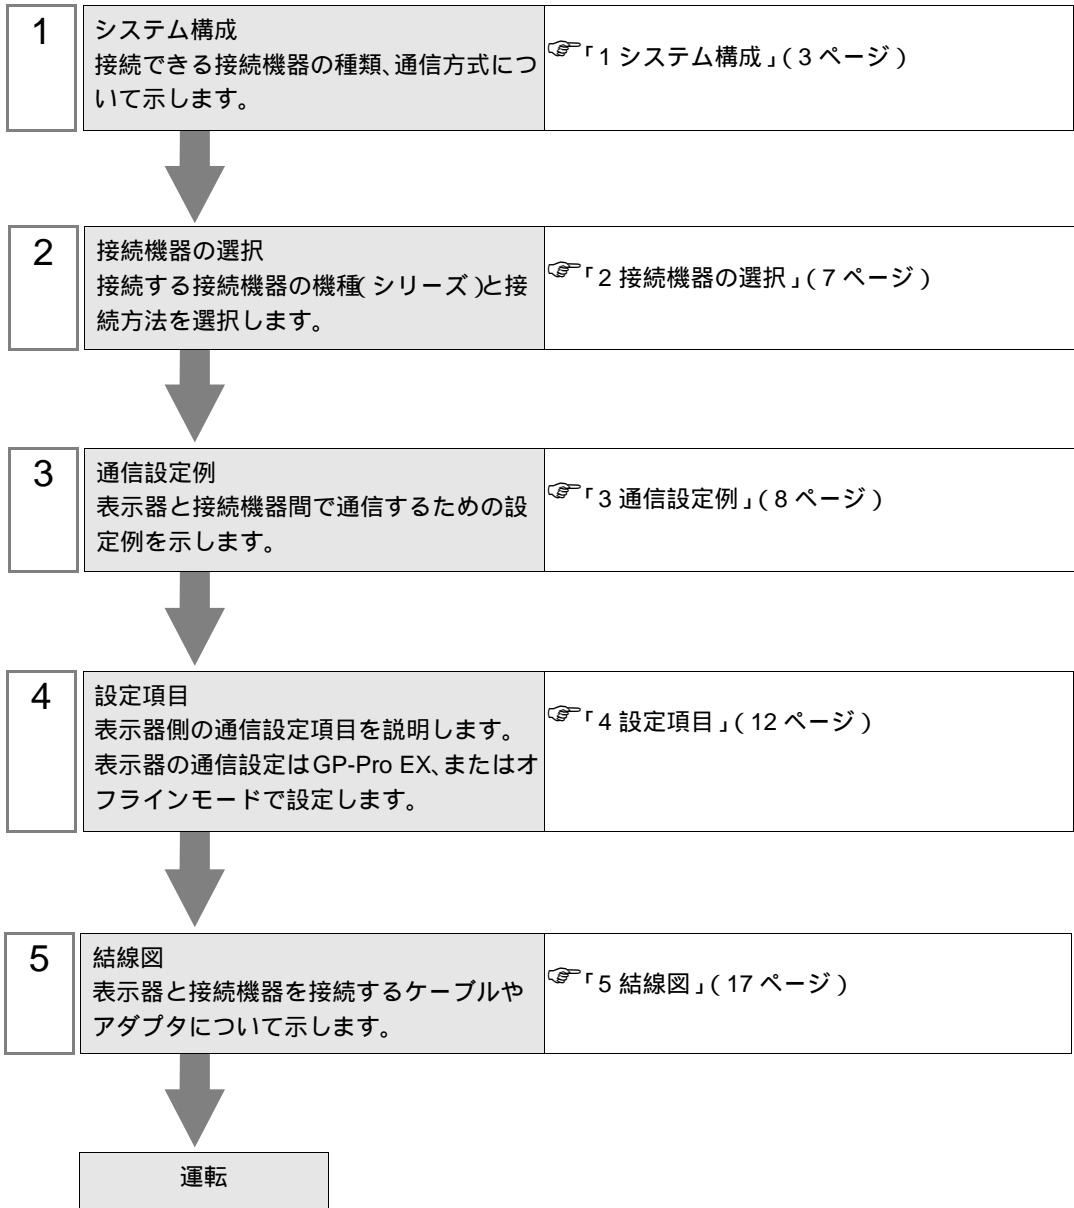 1
システム構成
接続できる接続機器の種類、通信方式につ
いて示します。
☞「1 システム構成」(3 ページ)
2
接続機器の選択
接続する接続機器の機種(シリーズ)と接
続方法を選択します。
☞「2 接続機器の選択」(7 ページ)
3
通信設定例
表示器と接続機器間で通信するための設
定例を示します。
☞「3 通信設定例」(8 ページ)
4
設定項目
表示器側の通信設定項目を説明します。
表示器の通信設定はGP-Pro EX、またはオ
フラインモードで設定します。
☞「4 設定項目」(12 ページ)
5
結線図
表示器と接続機器を接続するケーブルや
アダプタについて示します。
☞「5 結線図」(17 ページ)
運転